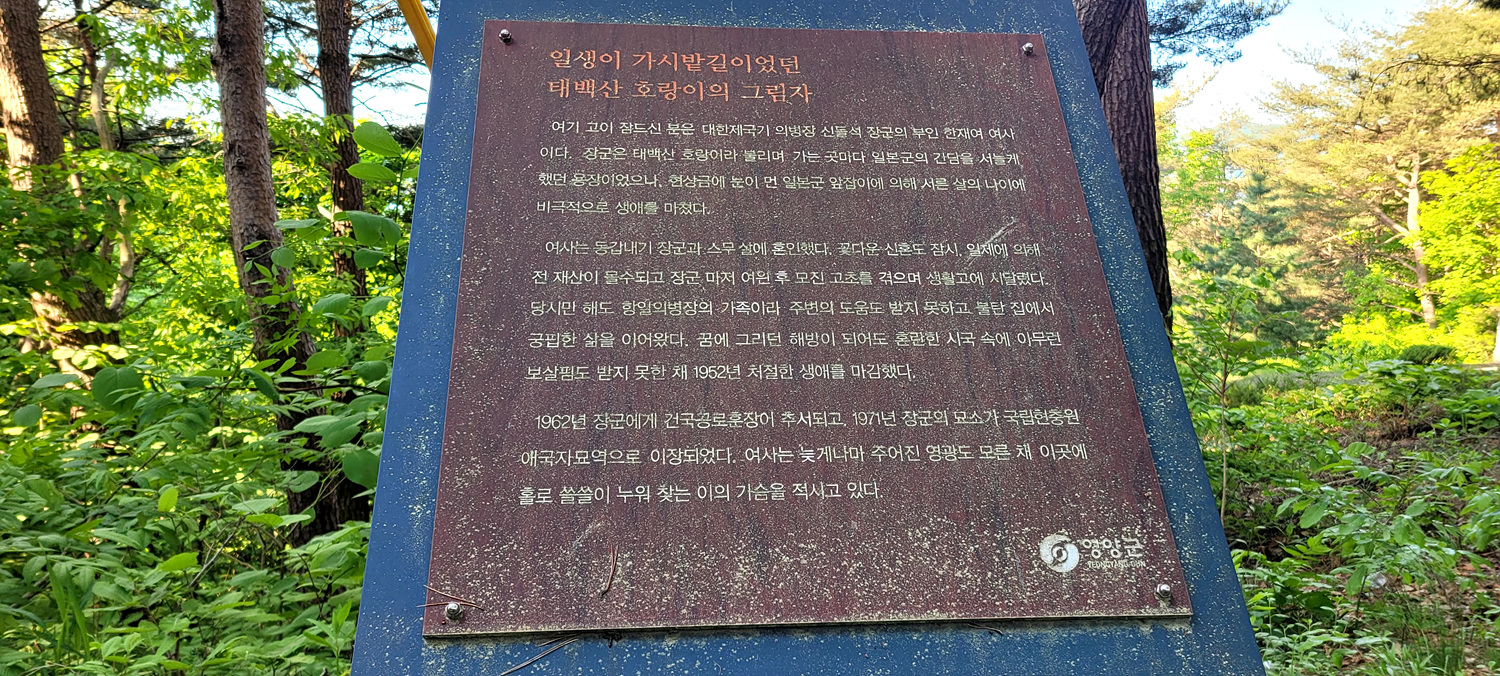 일생이 가시밭길이었던
태백산 호랑이의 그림자
여기 고이 잠드신 분은 대한제국기 의병장 신돌석 장군의 부인 한재여 여사
이다. 장군은 태백산 호랑이라 불리며 가는 곳마다 일본군의 간담을 서늘케
했던 용장이었으나, 현상금에 눈이 먼 일본군 앞잡이에 의해 서른 살의 나이에
비극적으로 생애를 마쳤다.
여사는 동갑내기 장군과 스무 살에 혼인했다. 꽃다운 신혼도 잠시, 일제에 의해
전 재산이 몰수되고 장군 마저 여읜 후 모진 고초를 겪으며 생활고에 시달렸다.
당시만 해도 항일의병장의 가족이라 주변의 도움도 받지 못하고 불탄 집에서
궁핍한 삶을 이어왔다. 꿈에 그리던 해방이 되어도 혼란한 시국 속에 아무런
보살핌도 받지 못한 채 1952년 처절한 생애를 마감했다.
1962년 장군에게 건국공로훈장이 추서되고, 1971년 장군의 묘소가 국립현충원
애국자묘역으로 이장되었다. 여사는 늦게나마 주어진 영광도 모른 채 이곳에
홀로 쓸쓸이 누워 찾는 이의 가슴을 적시고 있다.
영양군
YEONGYANG-GUN